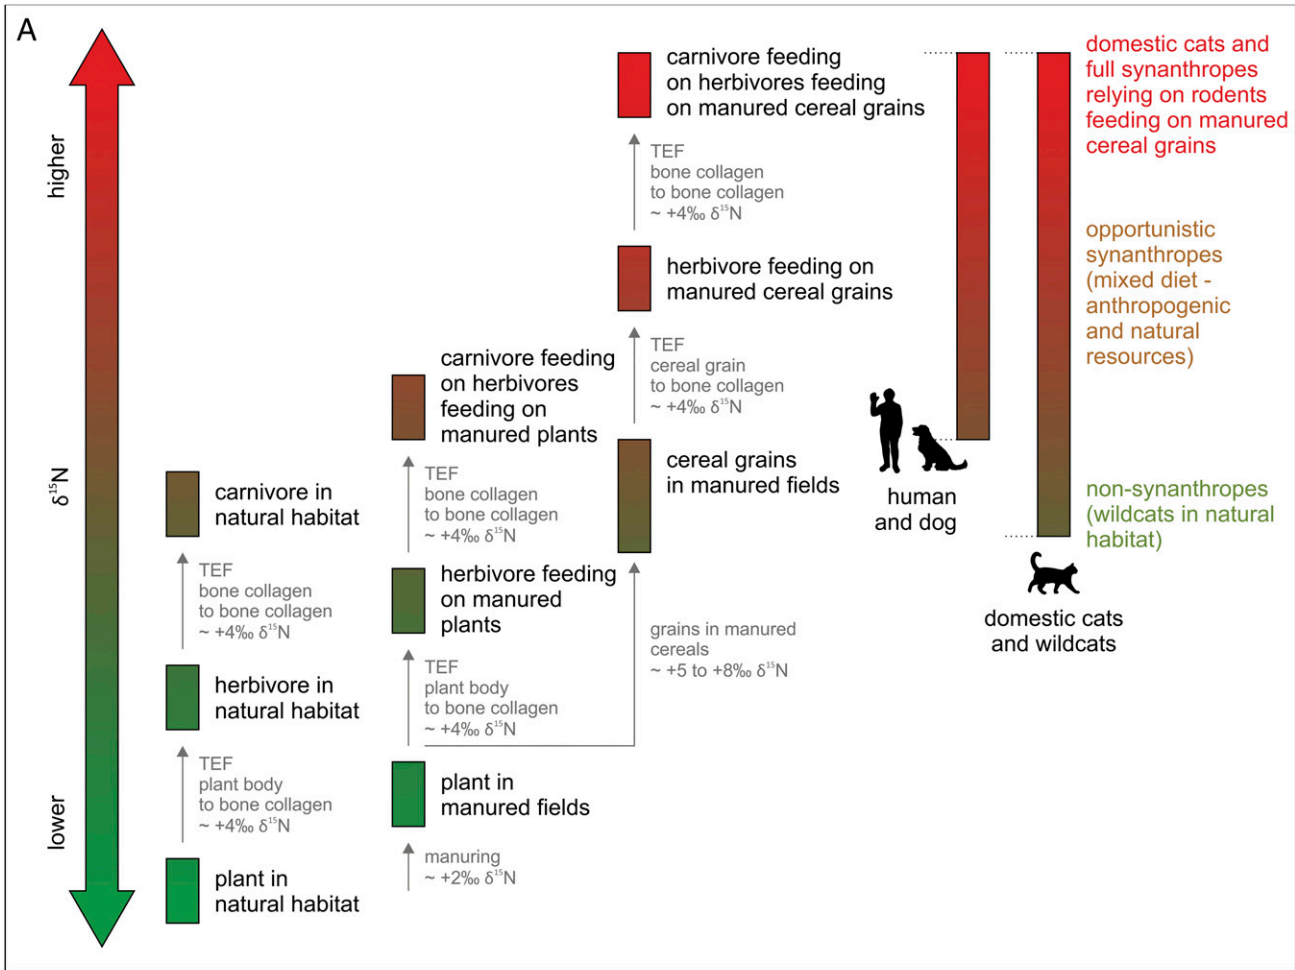 A
higher
δ¹⁵N
lower
carnivore in
natural habitat
TEF
bone collagen
to bone collagen
~ +4‰ δ¹⁵N
herbivore in
natural habitat
TEF
plant body
to bone collagen
~ +4‰ δ¹⁵N
plant in
natural habitat
carnivore feeding
on herbivores
feeding on
manured plants
TEF
bone collagen
to bone collagen
~ +4‰ δ¹⁵N
herbivore feeding
on manured
plants
TEF
plant body
to bone collagen
~ +4‰ δ¹⁵N
plant in
manured fields
manuring
~ +2‰ δ¹⁵N
carnivore feeding
on herbivores feeding
on manured cereal grains
TEF
bone collagen
to bone collagen
~ +4‰ δ¹⁵N
herbivore feeding on
manured cereal grains
TEF
cereal grain
to bone collagen
~ +4‰ δ¹⁵N
cereal grains
in manured fields
grains in manured
cereals
~ +5 to +8‰ δ¹⁵N
human
and dog
domestic cats
and wildcats
domestic cats and
full synanthropes
relying on rodents
feeding on manured
cereal grains
opportunistic
synanthropes
(mixed diet -
anthropogenic
and natural
resources)
non-synanthropes
(wildcats in natural
habitat)